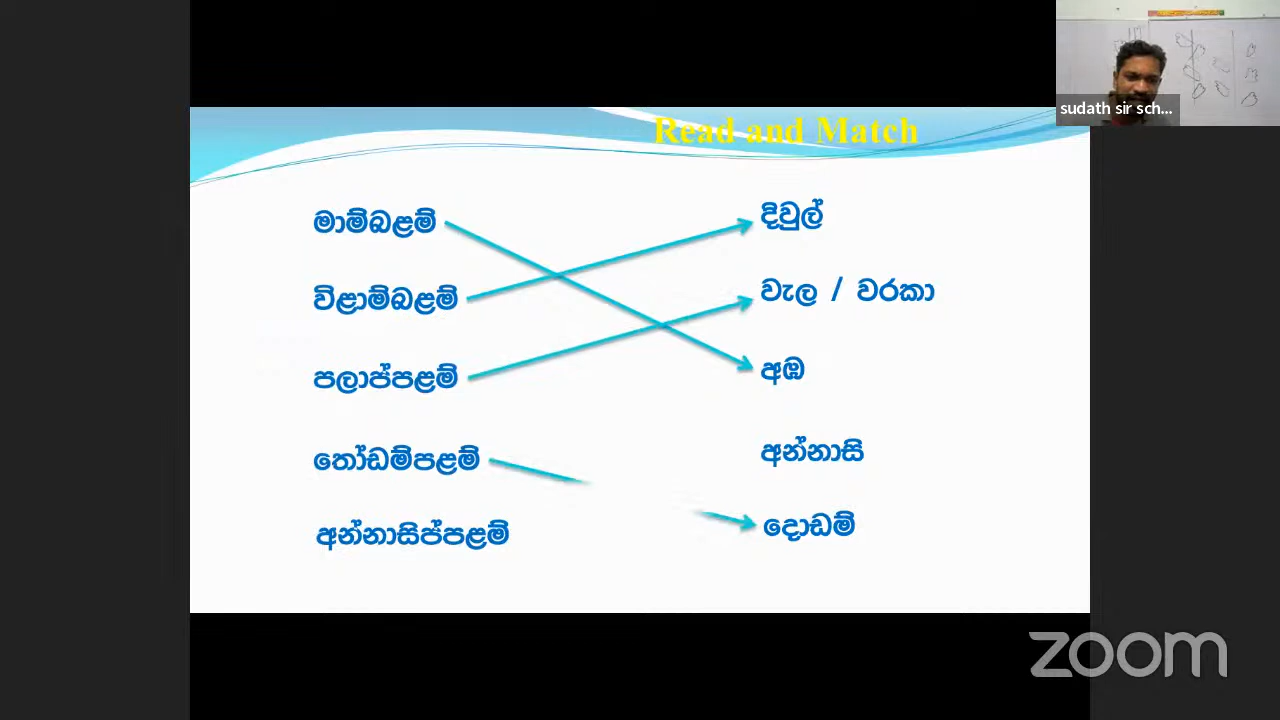 sudath sir sch...
Read and Match
මාම්බළම්
දිවුල්
විළාම්බළම්
වැල / වරකා
පලාප්පළම්
අඹ
තෝඩම්පළම්
අන්නාසි
අන්නාසිප්පළම්
දොඩම්
zoom